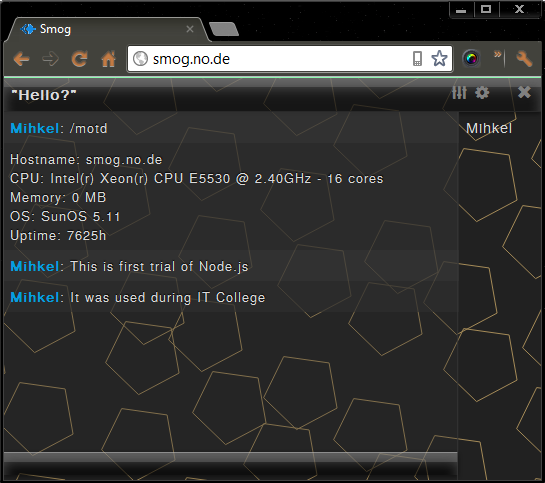 Smog
smog.no.de
"Hello?"
Mihkel: /motd
Mihkel
Hostname: smog.no.de
CPU: Intel(r) Xeon(r) CPU E5530 @ 2.40GHz - 16 cores
Memory: 0 MB
OS: SunOS 5.11
Uptime: 7625h
Mihkel: This is first trial of Node.js
Mihkel: It was used during IT College